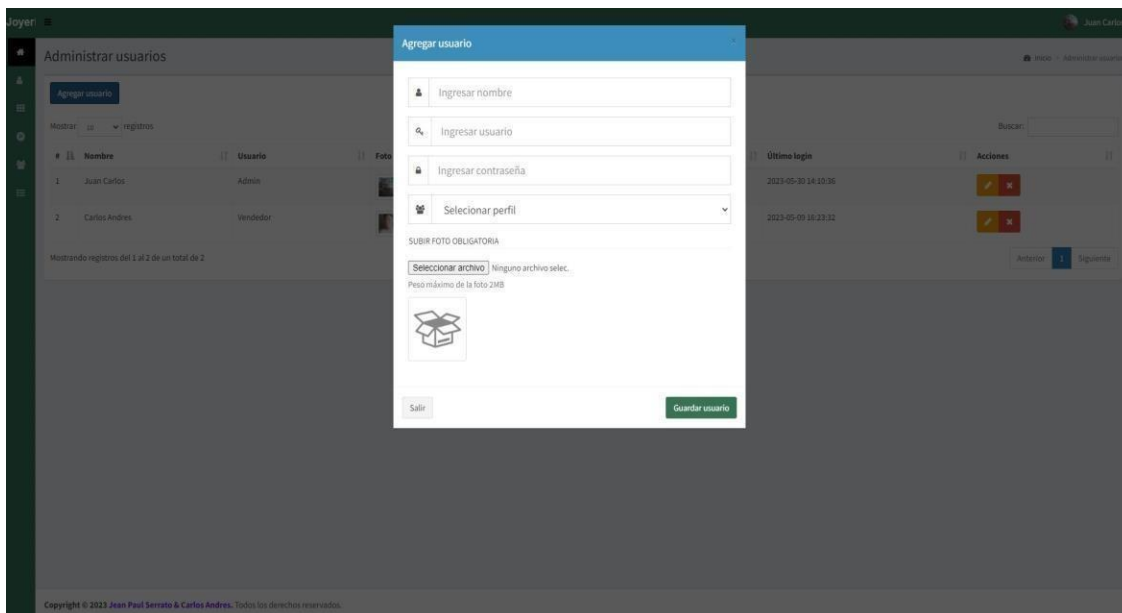 Joyerí
Juan Carlos
Administrar usuarios
Inicio > Administrar usuarios
Agregar usuario
Mostrar 10 registros
Buscar:
# Nombre Usuario Foto Último login Acciones
1 Juan Carlos Admin 2023-05-30 14:10:36
2 Carlos Andres Vendedor
Mostrando registros del 1 al 2 de un total de 2
Anterior 1 Siguiente
Agregar usuario
Ingresar nombre
Ingresar usuario
Ingresar contraseña
Selecionar perfil
SUBIR FOTO OBLIGATORIA
Seleccionar archivo Ninguno archivo selec.
Peso máximo de la foto 2MB
Salir
Guardar usuario
Copyright © 2023 Jean Paul Serrato & Carlos Andres. Todos los derechos reservados.